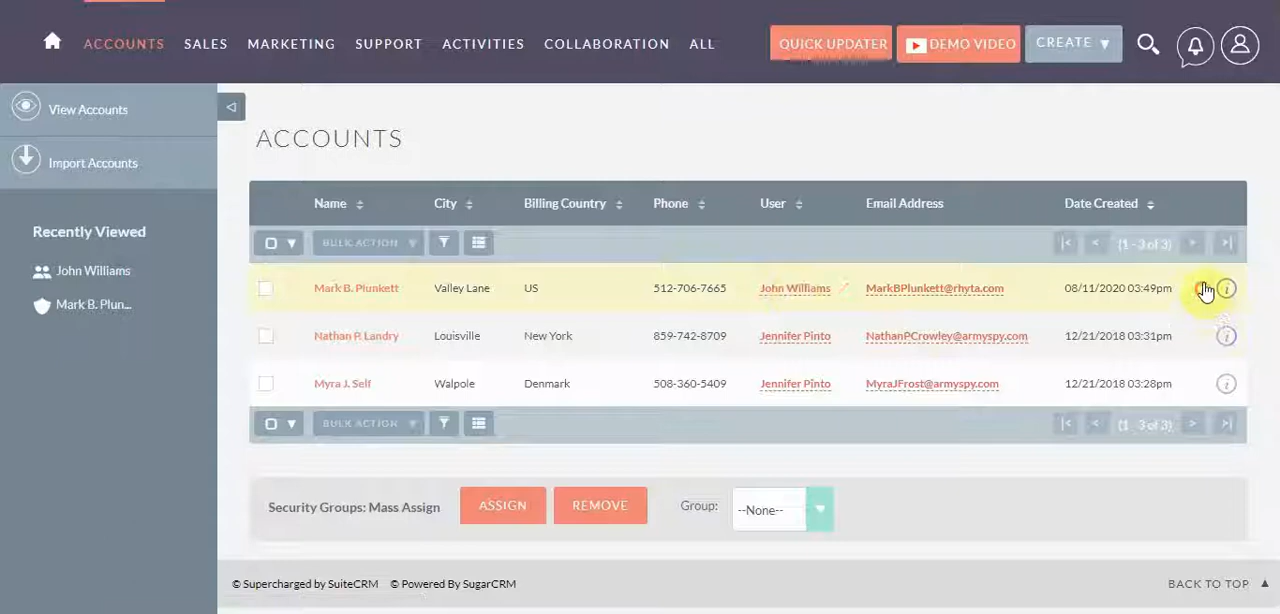 ACCOUNTS SALES MARKETING SUPPORT ACTIVITIES COLLABORATION ALL QUICK UPDATER DEMO VIDEO CREATE
View Accounts
Import Accounts
Recently Viewed
John Williams
Mark B. Plun...
ACCOUNTS
Name City Billing Country Phone User Email Address Date Created
BULK ACTION (1 - 3 of 3)
Mark B. Plunkett Valley Lane US 512-706-7665 John Williams MarkBPlunkett@rhyta.com 08/11/2020 03:49pm
Nathan P. Landry Louisville New York 859-742-8709 Jennifer Pinto NathanPCrowley@armyspy.com 12/21/2018 03:31pm
Myra J. Self Walpole Denmark 508-360-5409 Jennifer Pinto MyraJFrost@armyspy.com 12/21/2018 03:28pm
BULK ACTION (1 - 3 of 3)
Security Groups: Mass Assign ASSIGN REMOVE Group: --None--
© Supercharged by SuiteCRM © Powered By SugarCRM BACK TO TOP